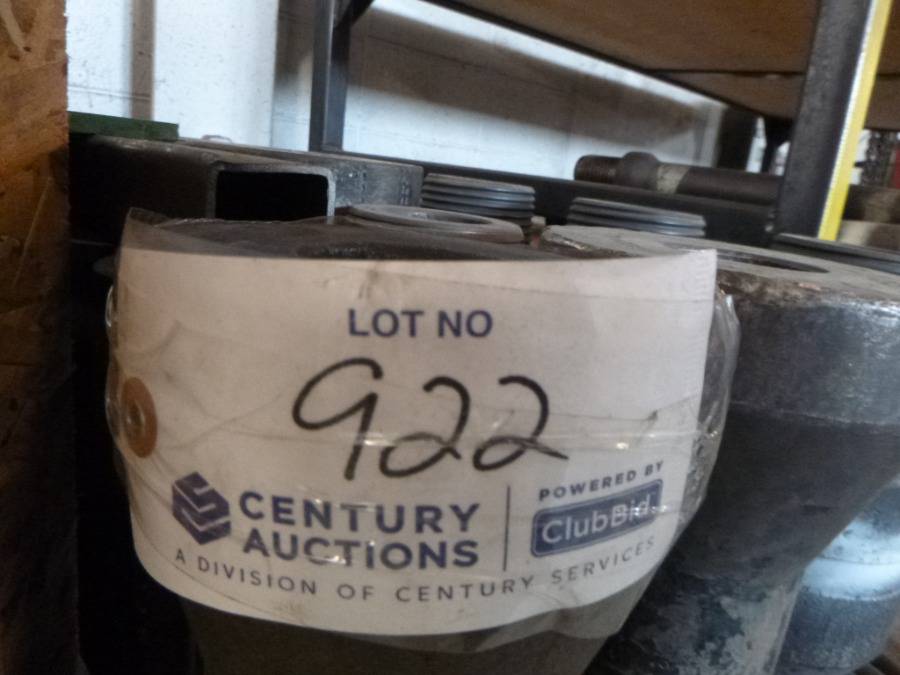 LOT NO
922
CENTURY AUCTIONS
POWERED BY
ClubBid
A DIVISION OF CENTURY SERVICES